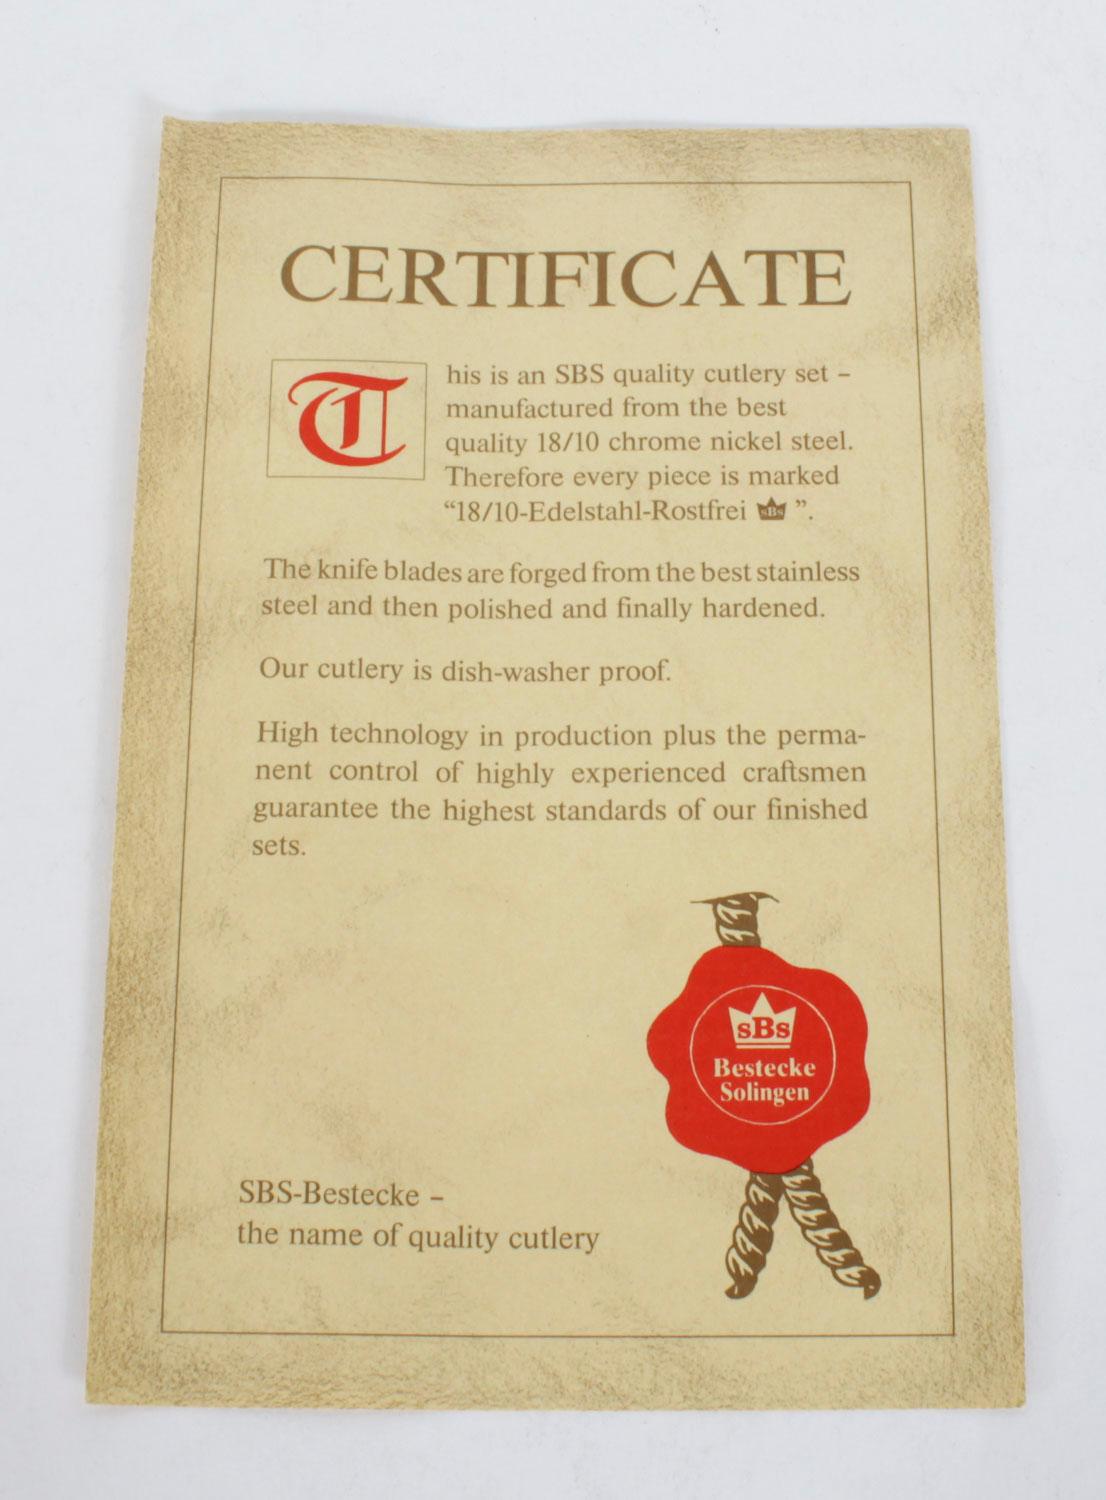 CERTIFICATE
This is an SBS quality cutlery set –
manufactured from the best
quality 18/10 chrome nickel steel.
Therefore every piece is marked
“18/10-Edelstahl-Rostfrei sBs ”.
The knife blades are forged from the best stainless
steel and then polished and finally hardened.
Our cutlery is dish-washer proof.
High technology in production plus the perma-
nent control of highly experienced craftsmen
guarantee the highest standards of our finished
sets.
sBs
Bestecke
Solingen
SBS-Bestecke –
the name of quality cutlery